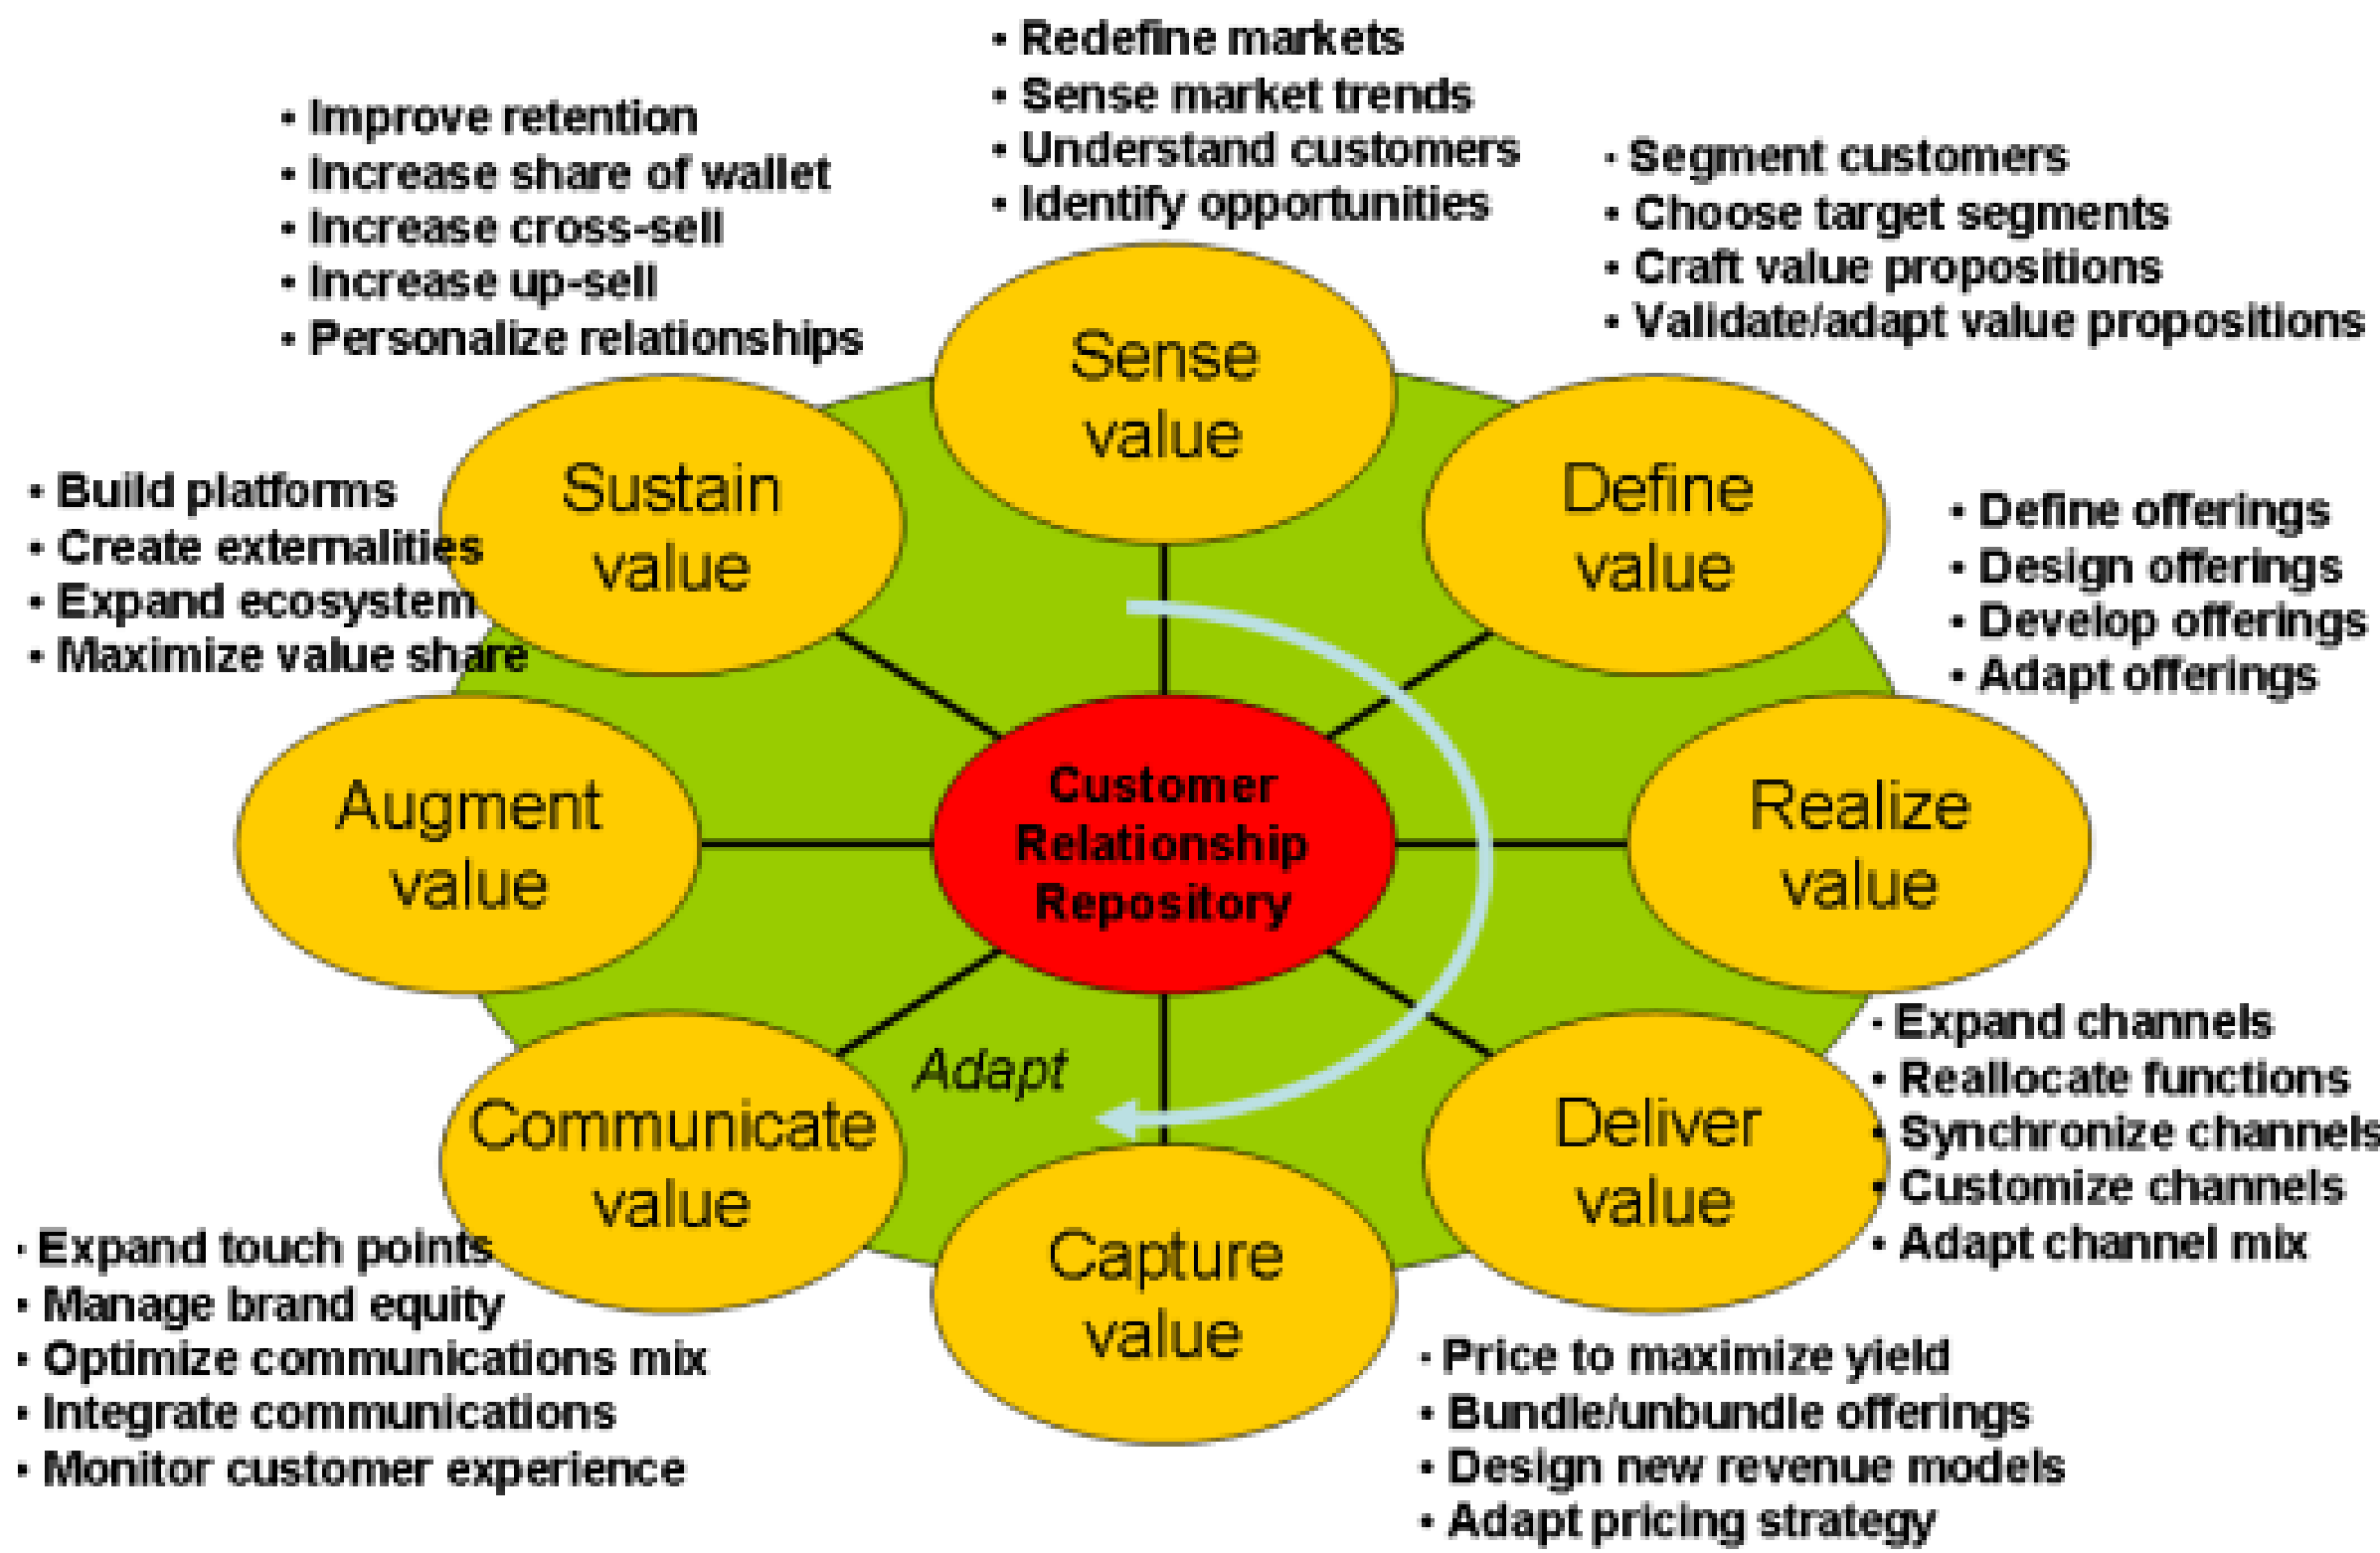 • Redefine markets
• Sense market trends
• Understand customers
• Identify opportunities
• Improve retention
• Increase share of wallet
• Increase cross-sell
• Increase up-sell
• Personalize relationships
• Segment customers
• Choose target segments
• Craft value propositions
• Validate/adapt value propositions
Sense
value
Sustain
value
Define
value
• Build platforms
• Create externalities
• Expand ecosystem
• Maximize value share
• Define offerings
• Design offerings
• Develop offerings
• Adapt offerings
Augment
value
Customer
Relationship
Repository
Realize
value
• Expand channels
• Reallocate functions
• Synchronize channels
• Customize channels
• Adapt channel mix
Adapt
Communicate
value
Deliver
value
Capture
value
• Expand touch points
• Manage brand equity
• Optimize communications mix
• Integrate communications
• Monitor customer experience
• Price to maximize yield
• Bundle/unbundle offerings
• Design new revenue models
• Adapt pricing strategy